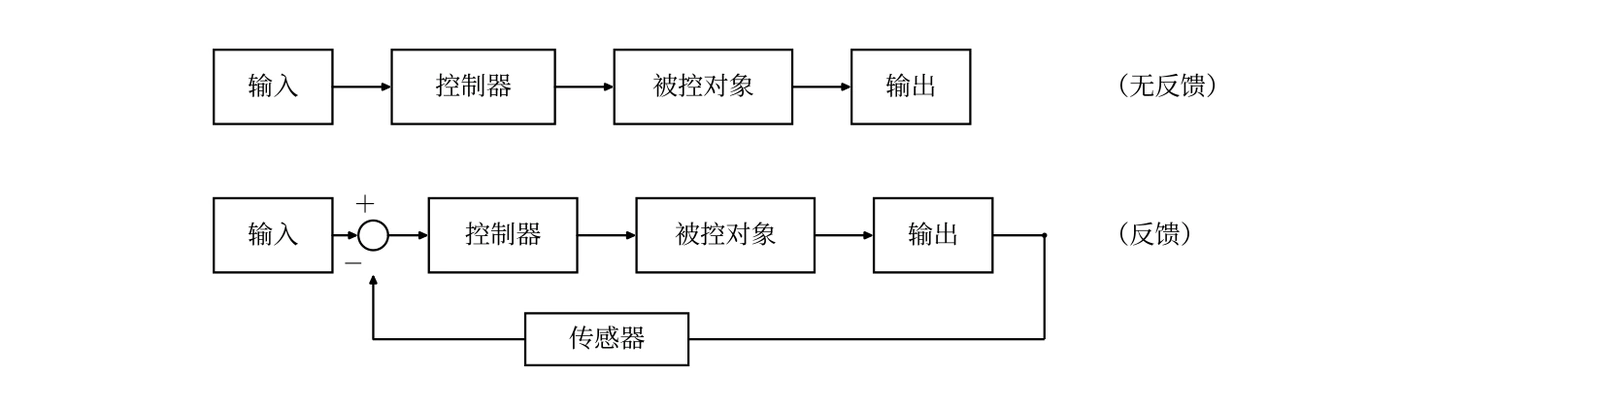 输入 控制器 被控对象 输出 （无反馈）
+
输入 控制器 被控对象 输出 （反馈）
−
传感器